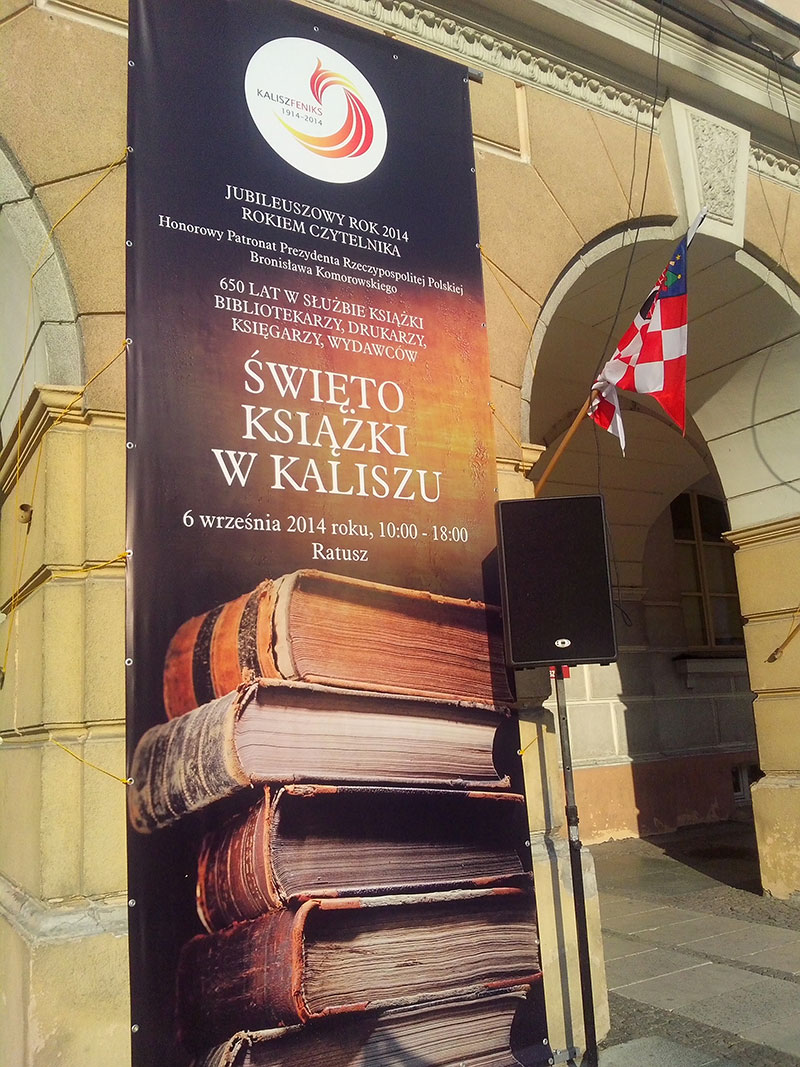 KALISZFENIKS
1914-2014
JUBILEUSZOWY ROK 2014
ROKIEM CZYTELNIKA
Honorowy Patronat Prezydenta Rzeczypospolitej Polskiej
Bronisława Komorowskiego
650 LAT W SŁUŻBIE KSIĄŻKI
BIBLIOTEKARZY, DRUKARZY,
KSIĘGARZY, WYDAWCÓW
ŚWIĘTO
KSIĄŻKI
W KALISZU
6 września 2014 roku, 10:00 - 18:00
Ratusz